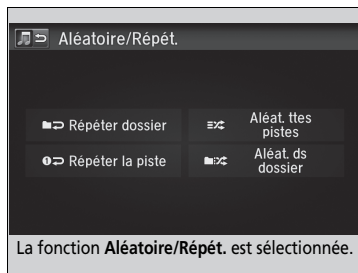 Aléatoire/Répét.
Répéter dossier
Aléat. ttes
pistes
Répéter la piste
Aléat. ds
dossier
La fonction Aléatoire/Répét. est sélectionnée.